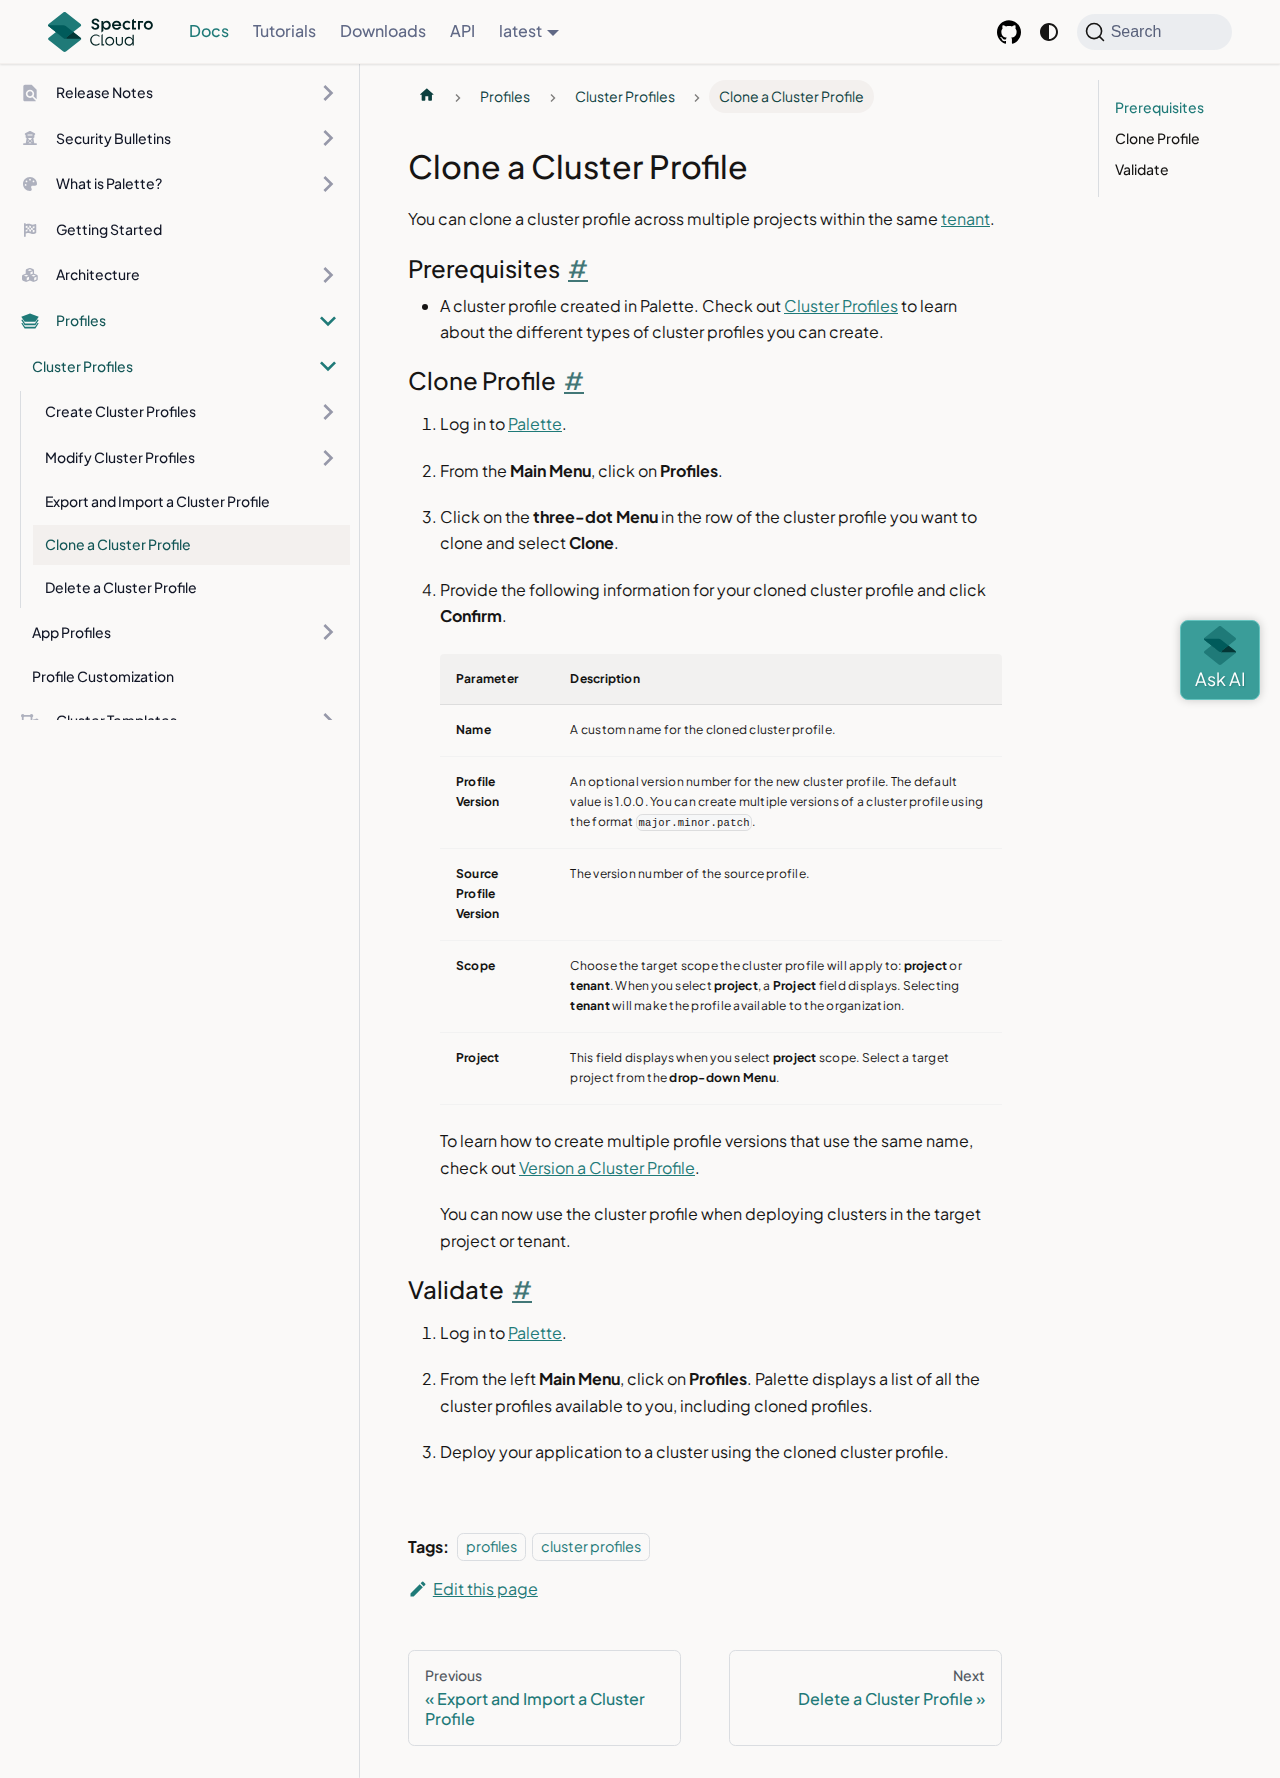 Spectro
Cloud
Docs
Tutorials
Downloads
API
latest
Search
Release Notes
Security Bulletins
What is Palette?
Getting Started
Architecture
Profiles
Cluster Profiles
Create Cluster Profiles
Modify Cluster Profiles
Export and Import a Cluster Profile
Clone a Cluster Profile
Delete a Cluster Profile
App Profiles
Profile Customization
Cluster Templates
Profiles
Cluster Profiles
Clone a Cluster Profile
Clone a Cluster Profile
You can clone a cluster profile across multiple projects within the same tenant.
Prerequisites #
A cluster profile created in Palette. Check out Cluster Profiles to learn
about the different types of cluster profiles you can create.
Clone Profile #
1. Log in to Palette.
2. From the Main Menu, click on Profiles.
3. Click on the three-dot Menu in the row of the cluster profile you want to
clone and select Clone.
4. Provide the following information for your cloned cluster profile and click
Confirm.
Parameter Description
Name A custom name for the cloned cluster profile.
Profile
Version
An optional version number for the new cluster profile. The default
value is 1.0.0. You can create multiple versions of a cluster profile using
the format major.minor.patch.
Source
Profile
Version
The version number of the source profile.
Scope
Choose the target scope the cluster profile will apply to: project or
tenant. When you select project, a Project field displays. Selecting
tenant will make the profile available to the organization.
Project
This field displays when you select project scope. Select a target
project from the drop-down Menu.
To learn how to create multiple profile versions that use the same name,
check out Version a Cluster Profile.
You can now use the cluster profile when deploying clusters in the target
project or tenant.
Validate #
1. Log in to Palette.
2. From the left Main Menu, click on Profiles. Palette displays a list of all the
cluster profiles available to you, including cloned profiles.
3. Deploy your application to a cluster using the cloned cluster profile.
Tags: profiles cluster profiles
Edit this page
Previous
« Export and Import a Cluster
Profile
Next
Delete a Cluster Profile »
Prerequisites
Clone Profile
Validate
Ask AI